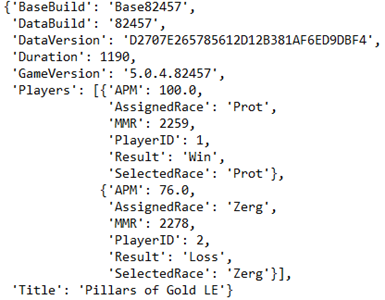 {'BaseBuild': 'Base82457',
 'DataBuild': '82457',
 'DataVersion': 'D2707E265785612D12B381AF6ED9DBF4',
 'Duration': 1190,
 'GameVersion': '5.0.4.82457',
 'Players': [{'APM': 100.0,
              'AssignedRace': 'Prot',
              'MMR': 2259,
              'PlayerID': 1,
              'Result': 'Win',
              'SelectedRace': 'Prot'},
             {'APM': 76.0,
              'AssignedRace': 'Zerg',
              'MMR': 2278,
              'PlayerID': 2,
              'Result': 'Loss',
              'SelectedRace': 'Zerg'}],
 'Title': 'Pillars of Gold LE'}